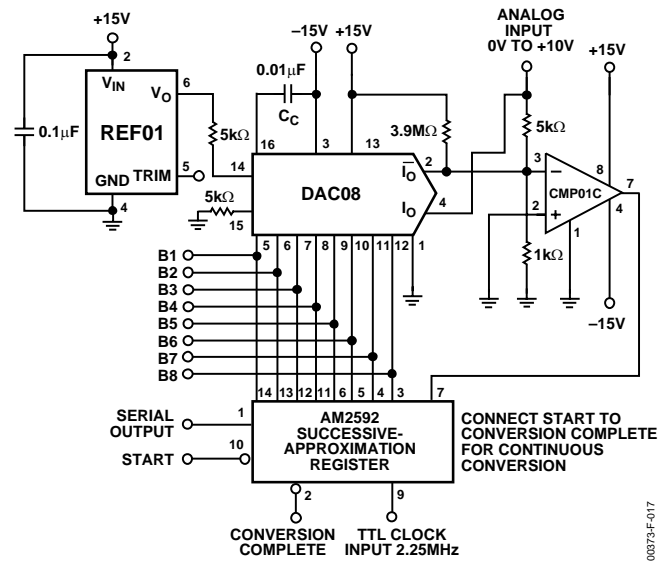 +15V
2
VIN
VO
6
REF01
0.1µF
TRIM
5
GND
4
5kΩ
–15V
+15V
0.01µF
CC
16
3
13
3.9MΩ
14
5kΩ
15
DAC08
IO
2
IO
4
5
6
7
8
9
10
11
12
1
ANALOG
INPUT
0V TO +10V
+15V
5kΩ
3
–
8
7
CMP01C
2
+
4
1
1kΩ
–15V
B1
B2
B3
B4
B5
B6
B7
B8
14
13
12
11
6
5
4
3
7
SERIAL
OUTPUT
1
START
10
AM2592
SUCCESSIVE-
APPROXIMATION
REGISTER
CONNECT START TO
CONVERSION COMPLETE
FOR CONTINUOUS
CONVERSION
2
9
CONVERSION
COMPLETE
TTL CLOCK
INPUT 2.25MHz
00373-F-017